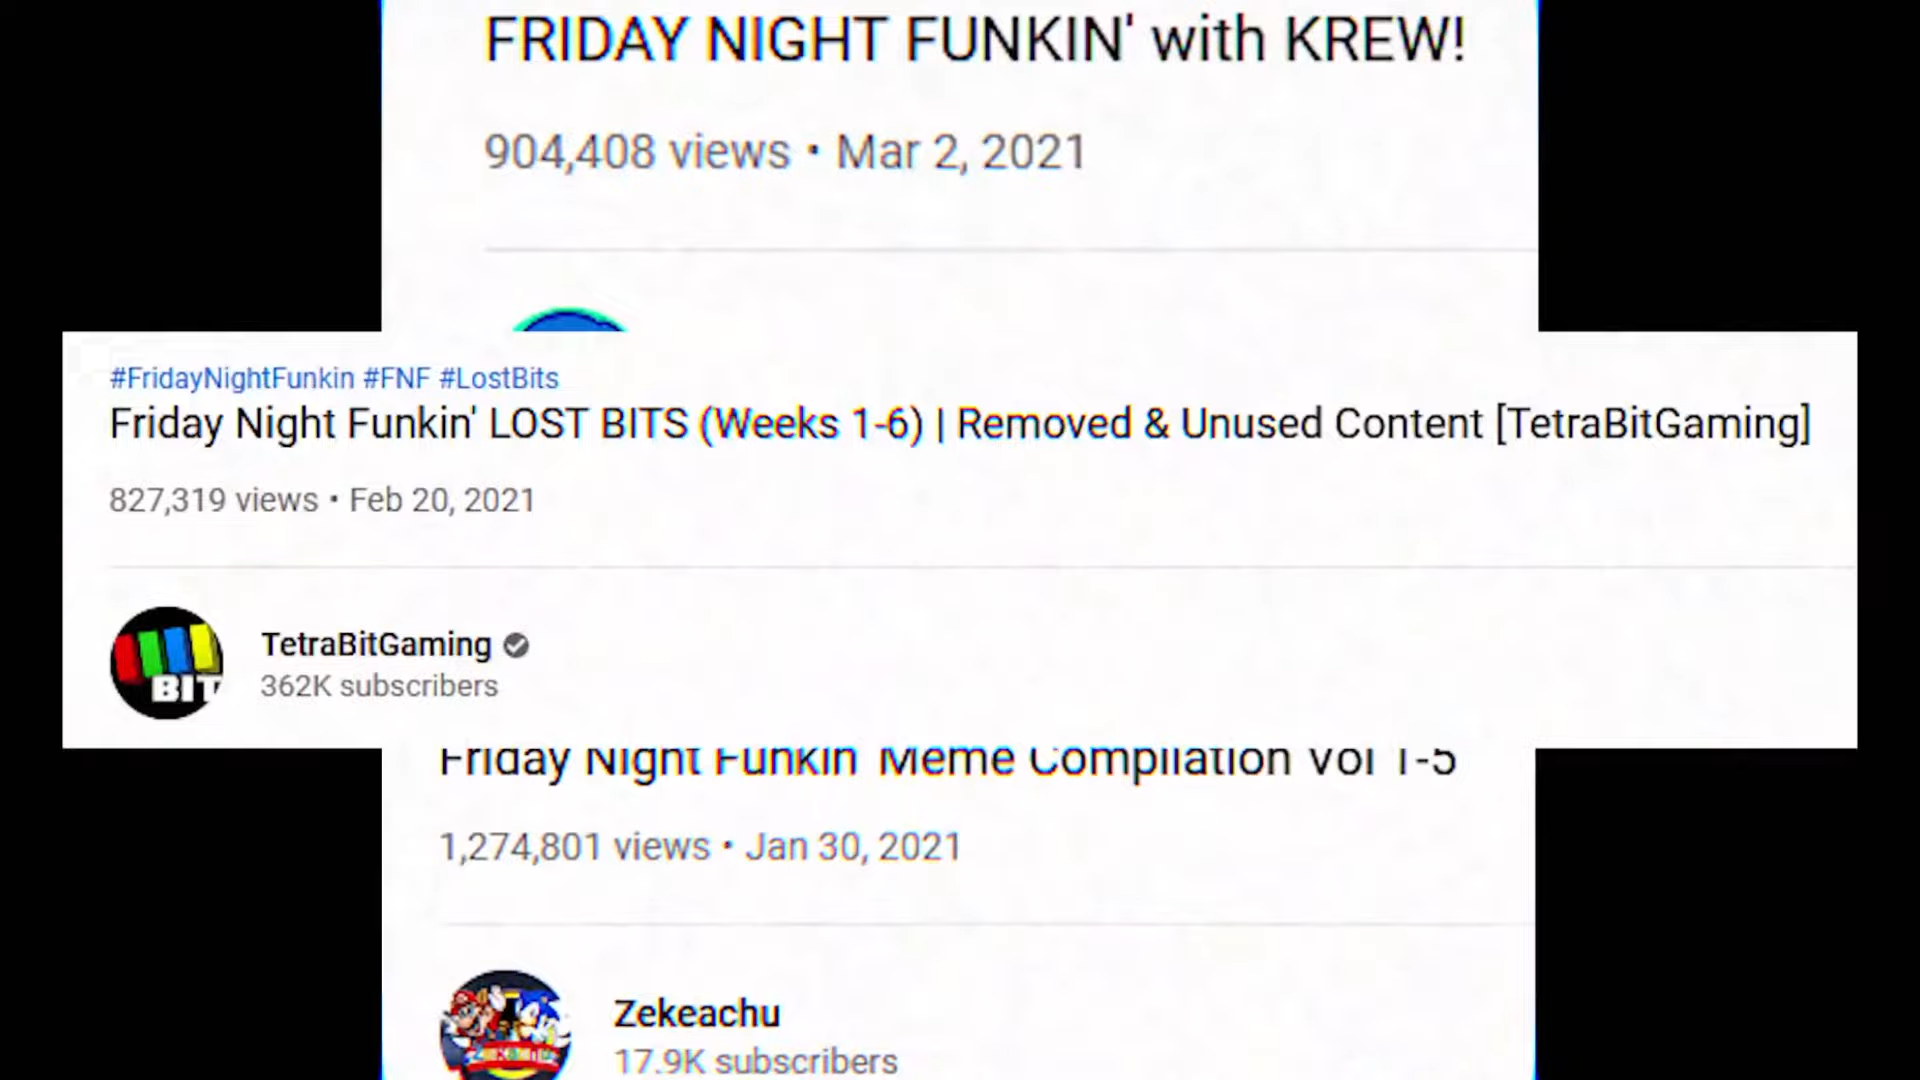 FRIDAY NIGHT FUNKIN' with KREW!
904,408 views • Mar 2, 2021
#FridayNightFunkin #FNF #LostBits
Friday Night Funkin' LOST BITS (Weeks 1-6) | Removed & Unused Content [TetraBitGaming]
827,319 views • Feb 20, 2021
TetraBitGaming
362K subscribers
BIT
Friday Night Funkin' Meme Compilation Vol 1-5
1,274,801 views • Jan 30, 2021
Zekeachu
17.9K subscribers